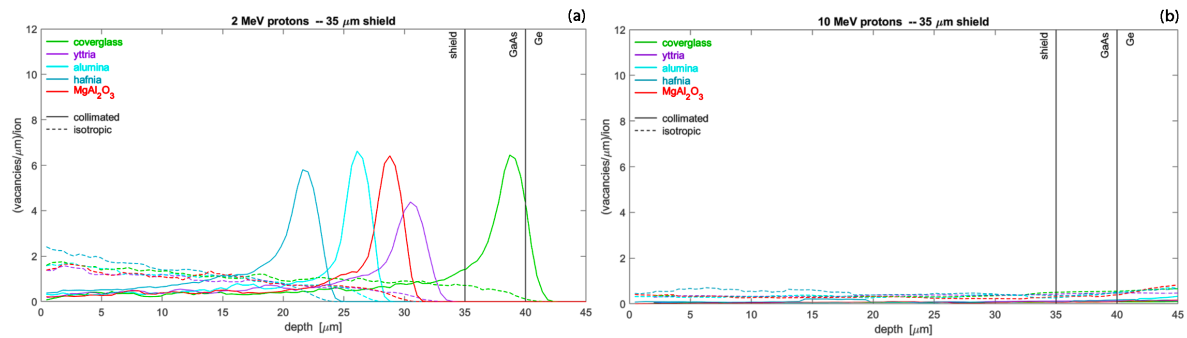 2 MeV protons -- 35 μm shield
(a)
12
10
8
6
4
2
0
(vacancies/μm)/ion
coverglass
yttria
alumina
hafnia
MgAl2O3
collimated
isotropic
shield
GaAs
Ge
0 5 10 15 20 25 30 35 40 45
depth [μm]
10 MeV protons -- 35 μm shield
(b)
12
10
8
6
4
2
0
(vacancies/μm)/ion
coverglass
yttria
alumina
hafnia
MgAl2O3
collimated
isotropic
shield
GaAs
Ge
0 5 10 15 20 25 30 35 40 45
depth [μm]